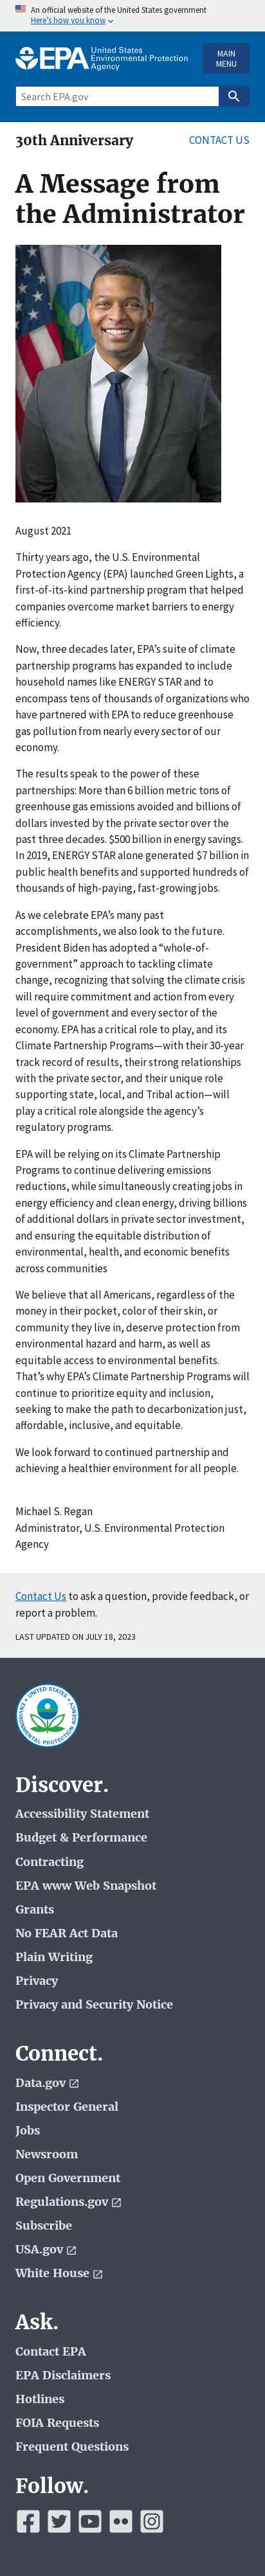 An official website of the United States government
Here's how you know
EPA United States
Environmental Protection
Agency
MAIN
MENU
Search EPA.gov
30th Anniversary
CONTACT US
A Message from
the Administrator
August 2021
Thirty years ago, the U.S. Environmental
Protection Agency (EPA) launched Green Lights, a
first-of-its-kind partnership program that helped
companies overcome market barriers to energy
efficiency.
Now, three decades later, EPA's suite of climate
partnership programs has expanded to include
household names like ENERGY STAR and to
encompass tens of thousands of organizations who
have partnered with EPA to reduce greenhouse
gas pollution from nearly every sector of our
economy.
The results speak to the power of these
partnerships: More than 6 billion metric tons of
greenhouse gas emissions avoided and billions of
dollars invested by the private sector over the
past three decades. $500 billion in energy savings.
In 2019, ENERGY STAR alone generated $7 billion in
public health benefits and supported hundreds of
thousands of high-paying, fast-growing jobs.
As we celebrate EPA's many past
accomplishments, we also look to the future.
President Biden has adopted a “whole-of-
government” approach to tackling climate
change, recognizing that solving the climate crisis
will require commitment and action from every
level of government and every sector of the
economy. EPA has a critical role to play, and its
Climate Partnership Programs—with their 30-year
track record of results, their strong relationships
with the private sector, and their unique role
supporting state, local, and Tribal action—will
play a critical role alongside the agency's
regulatory programs.
EPA will be relying on its Climate Partnership
Programs to continue delivering emissions
reductions, while simultaneously creating jobs in
energy efficiency and clean energy, driving billions
of additional dollars in private sector investment,
and ensuring the equitable distribution of
environmental, health, and economic benefits
across communities
We believe that all Americans, regardless of the
money in their pocket, color of their skin, or
community they live in, deserve protection from
environmental hazard and harm, as well as
equitable access to environmental benefits.
That's why EPA's Climate Partnership Programs will
continue to prioritize equity and inclusion,
seeking to make the path to decarbonization just,
affordable, inclusive, and equitable.
We look forward to continued partnership and
achieving a healthier environment for all people.
Michael S. Regan
Administrator, U.S. Environmental Protection
Agency
Contact Us to ask a question, provide feedback, or
report a problem.
LAST UPDATED ON JULY 18, 2023
UNITED STATES
ENVIRONMENTAL PROTECTION AGENCY
Discover.
Accessibility Statement
Budget & Performance
Contracting
EPA www Web Snapshot
Grants
No FEAR Act Data
Plain Writing
Privacy
Privacy and Security Notice
Connect.
Data.gov
Inspector General
Jobs
Newsroom
Open Government
Regulations.gov
Subscribe
USA.gov
White House
Ask.
Contact EPA
EPA Disclaimers
Hotlines
FOIA Requests
Frequent Questions
Follow.